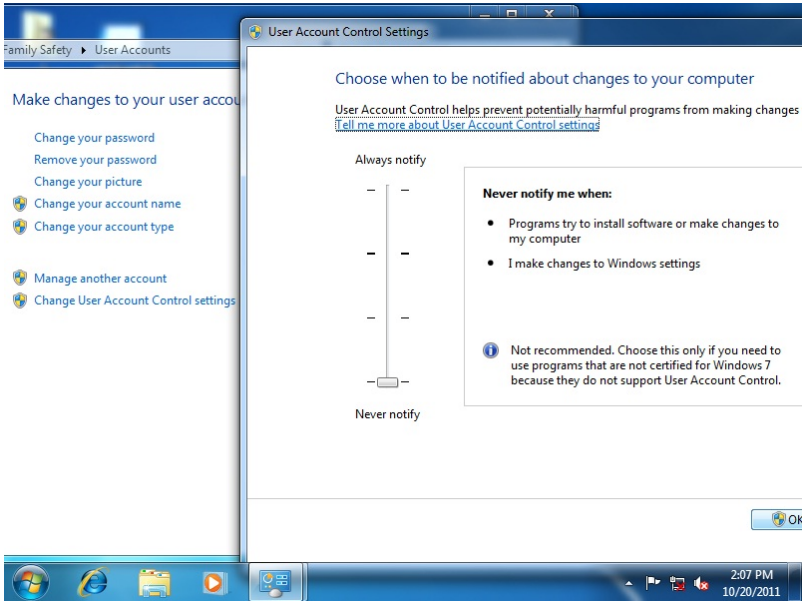 User Account Control Settings
Family Safety ▸ User Accounts
Make changes to your user accou
Change your password
Remove your password
Change your picture
Change your account name
Change your account type
Manage another account
Change User Account Control settings
Choose when to be notified about changes to your computer
User Account Control helps prevent potentially harmful programs from making changes
Tell me more about User Account Control settings
Always notify
Never notify me when:
• Programs try to install software or make changes to
my computer
• I make changes to Windows settings
Not recommended. Choose this only if you need to
use programs that are not certified for Windows 7
because they do not support User Account Control.
Never notify
OK
2:07 PM
10/20/2011